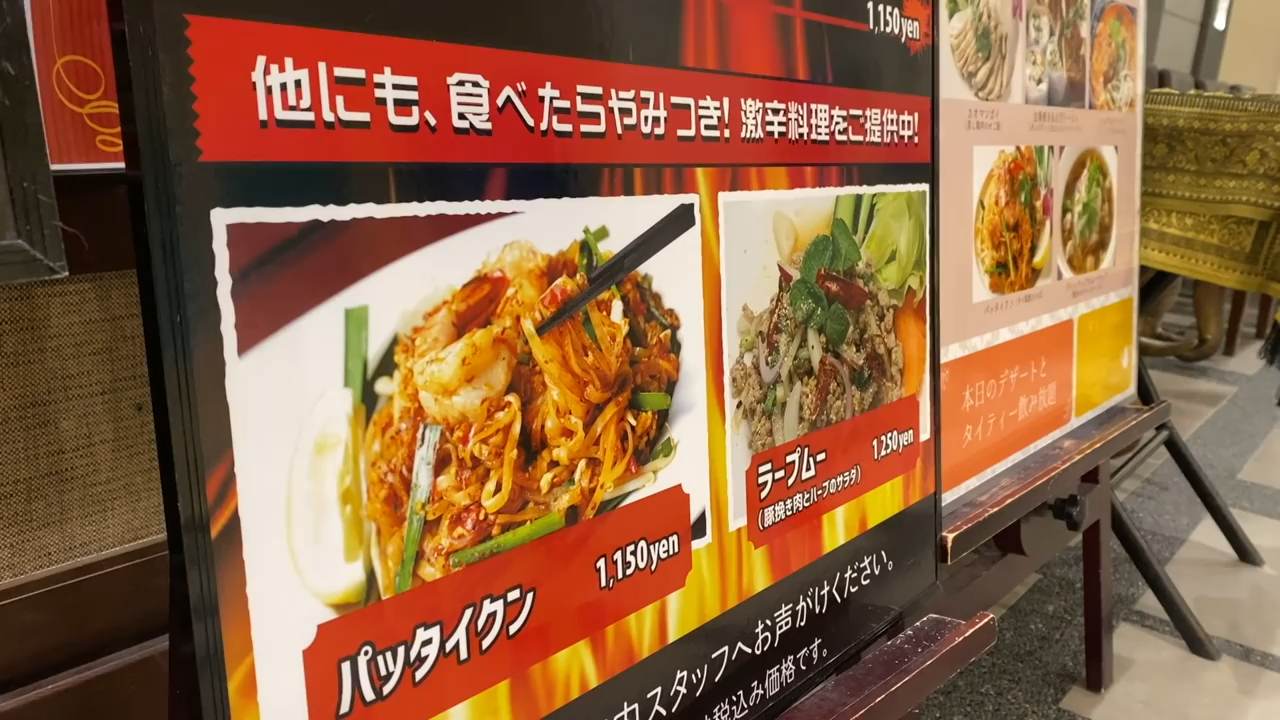 1,150yen
他にも、食べたらやみつき! 激辛料理をご提供中!
パッタイクン
1,150yen
ラープムー
1,250yen
(豚挽き肉とハーブのサラダ)
スタッフへお声がけください。
税込み価格です。
本日のデザートと
タイティー飲み放題